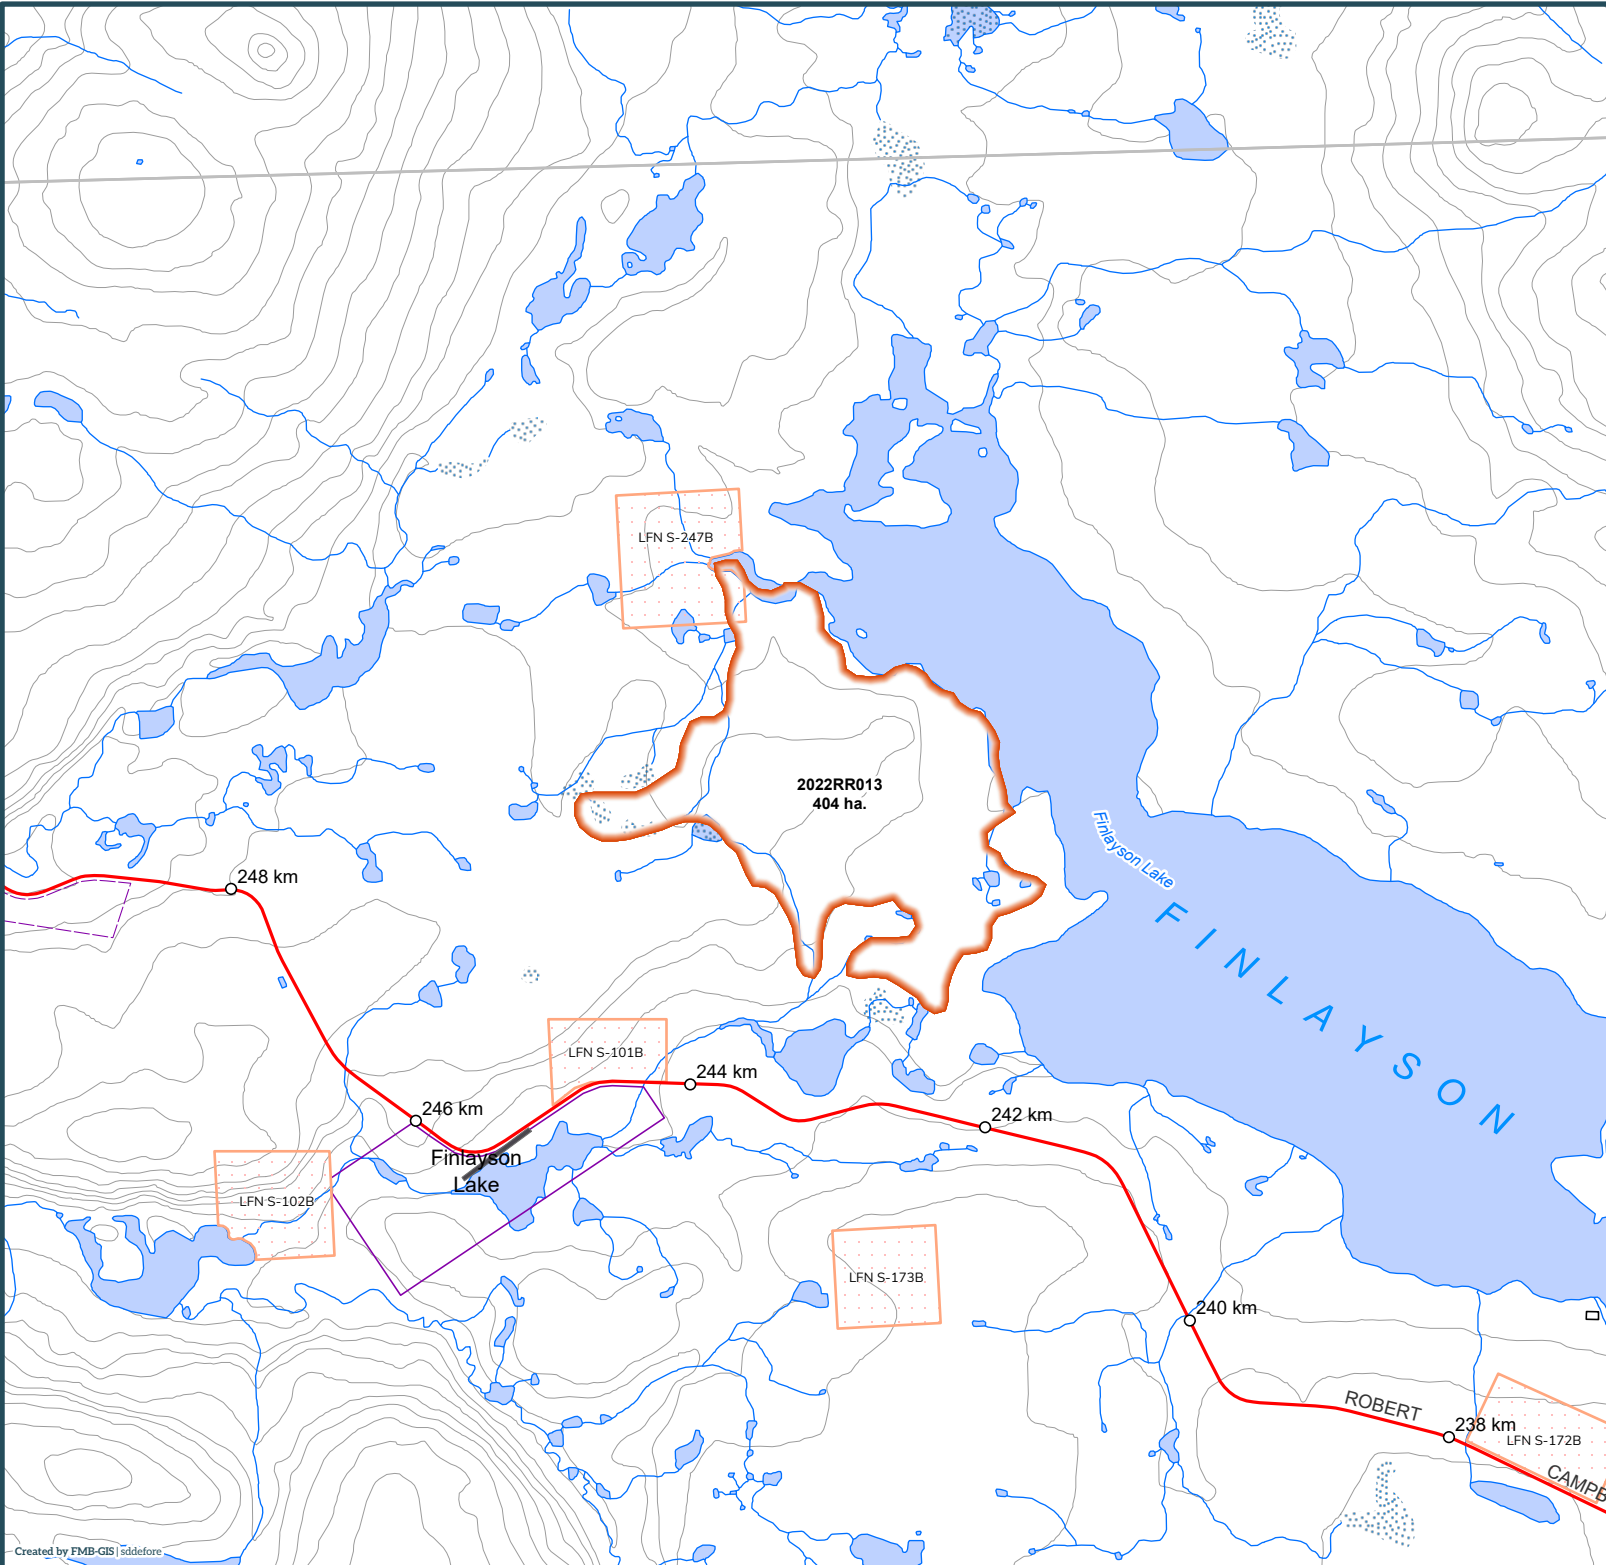 LFN S-247B
2022RR013
404 ha.
Finlayson Lake
FINLAYSON
248 km
LFN S-101B
244 km
246 km
242 km
Finlayson
Lake
LFN S-102B
LFN S-173B
240 km
ROBERT
238 km
LFN S-172B
CAMPB
Created by FMB-GIS | sddefore